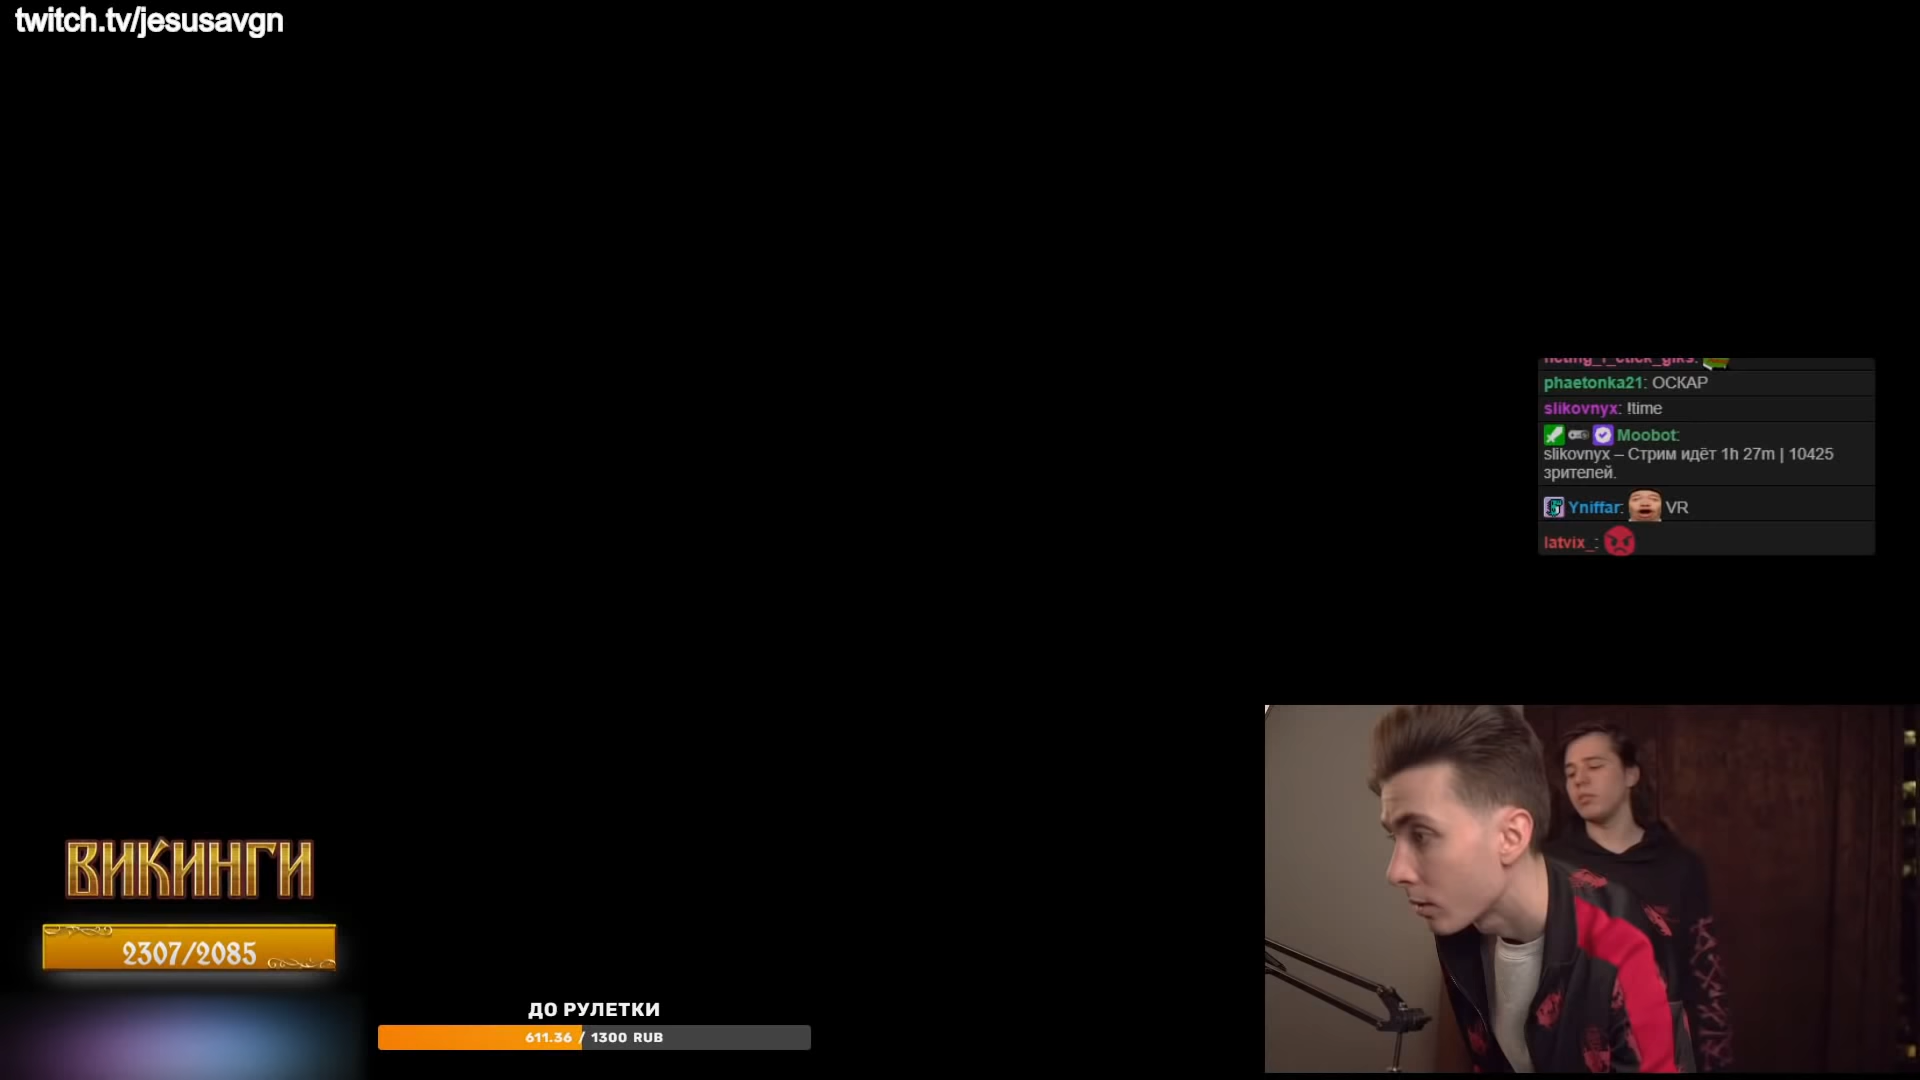 twitch.tv/jesusavgn
phaetonka21: ОСКАР
slikovnyx: !time
Moobot:
slikovnyx – Стрим идёт 1h 27m | 10425
зрителей.
Yniffar: VR
latvix_:
ВИКИНГИ
2307/2085
ДО РУЛЕТКИ
611.36 / 1300 RUB